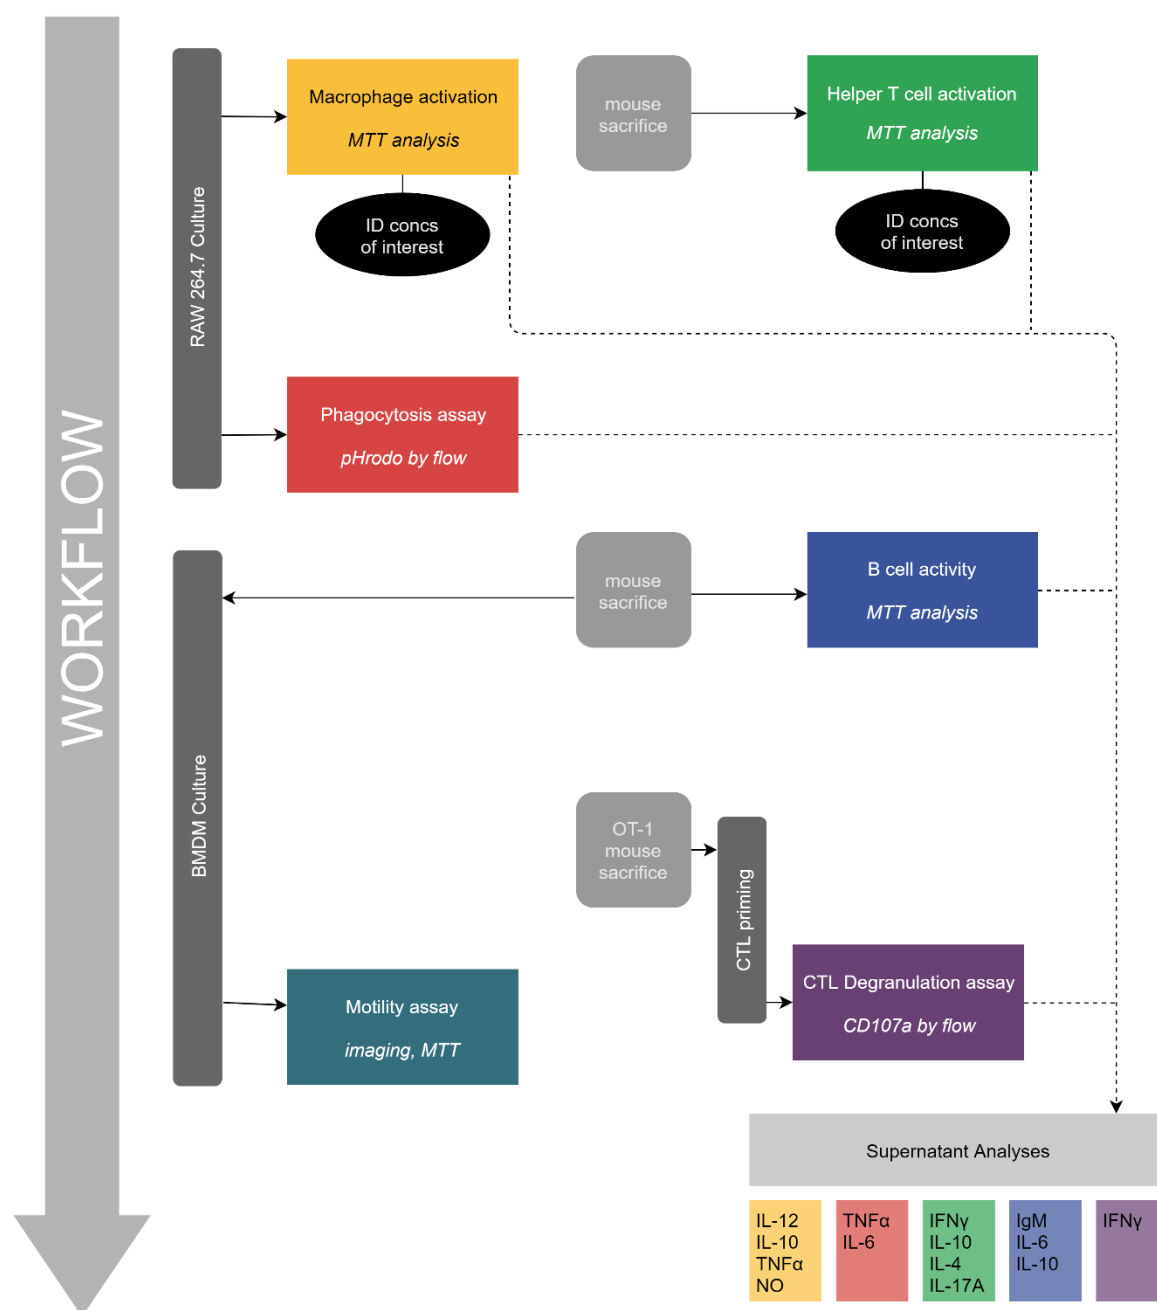 WORKFLOW
RAW 264.7 Culture
Macrophage activation
MTT analysis
ID concs
of interest
mouse
sacrifice
Helper T cell activation
MTT analysis
ID concs
of interest
Phagocytosis assay
pHrodo by flow
BMDM Culture
mouse
sacrifice
B cell activity
MTT analysis
OT-1
mouse
sacrifice
CTL priming
CTL Degranulation assay
CD107a by flow
Motility assay
imaging, MTT
Supernatant Analyses
IL-12
IL-10
TNFα
NO
TNFα
IL-6
IFNγ
IL-10
IL-4
IL-17A
IgM
IL-6
IL-10
IFNγ